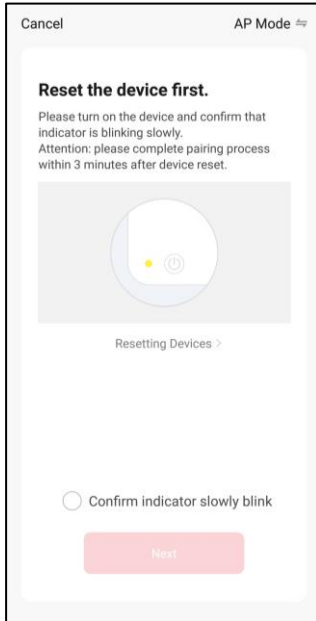 Cancel
AP Mode ⇋
Reset the device first.
Please turn on the device and confirm that
indicator is blinking slowly.
Attention: please complete pairing process
within 3 minutes after device reset.
Resetting Devices >
Confirm indicator slowly blink
Next